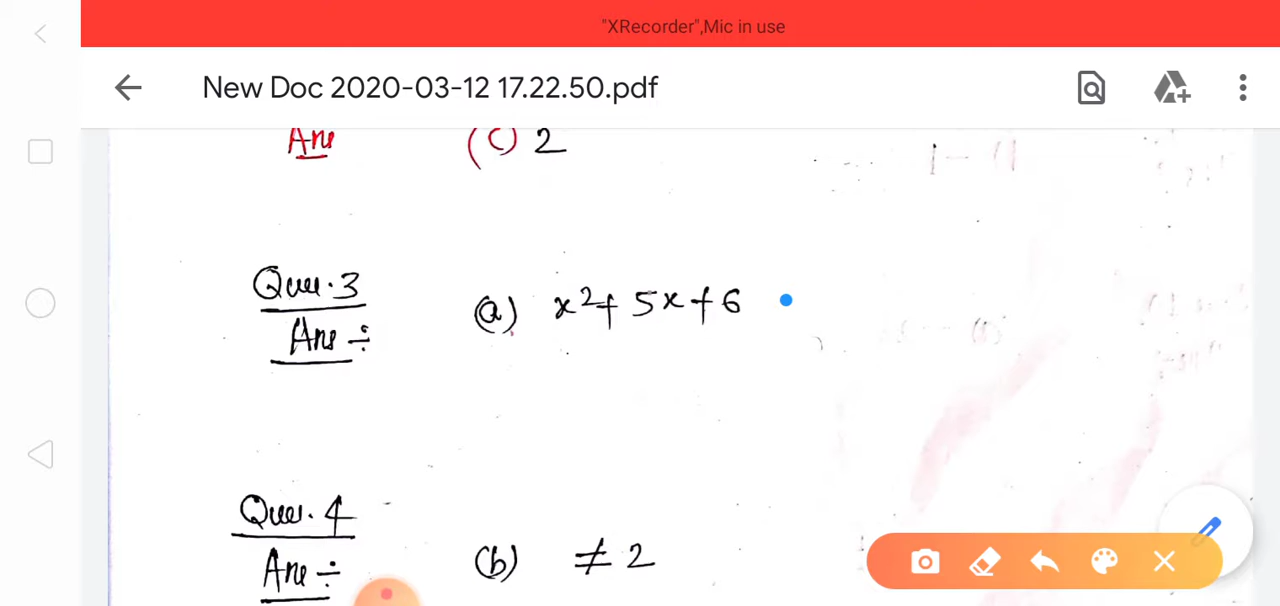 "XRecorder",Mic in use
New Doc 2020-03-12 17.22.50.pdf
Ans (C) 2
Que.3
Ans ÷ (a) x²+ 5x+6
Que. 4
Ans ÷ (b) ≠ 2